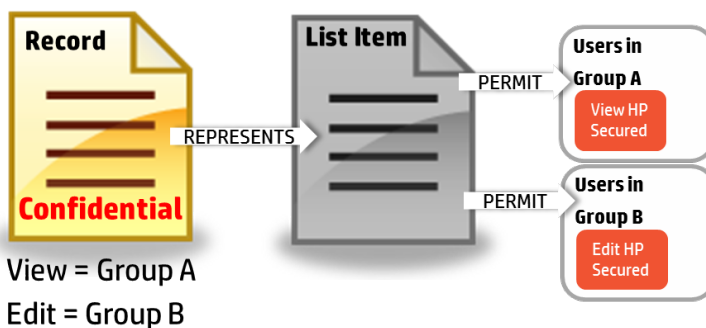 Record
Confidential
View = Group A
Edit = Group B
REPRESENTS
List Item
PERMIT
PERMIT
Users in
Group A
View HP
Secured
Users in
Group B
Edit HP
Secured